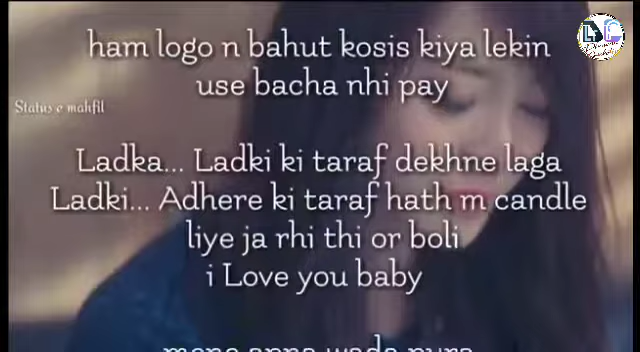 ham logo n bahut kosis kiya lekin
use bacha nhi pay
Status e mahfil
Ladka... Ladki ki taraf dekhne laga
Ladki... Adhere ki taraf hath m candle
liye ja rhi thi or boli
i Love you baby
mene apna wada pura